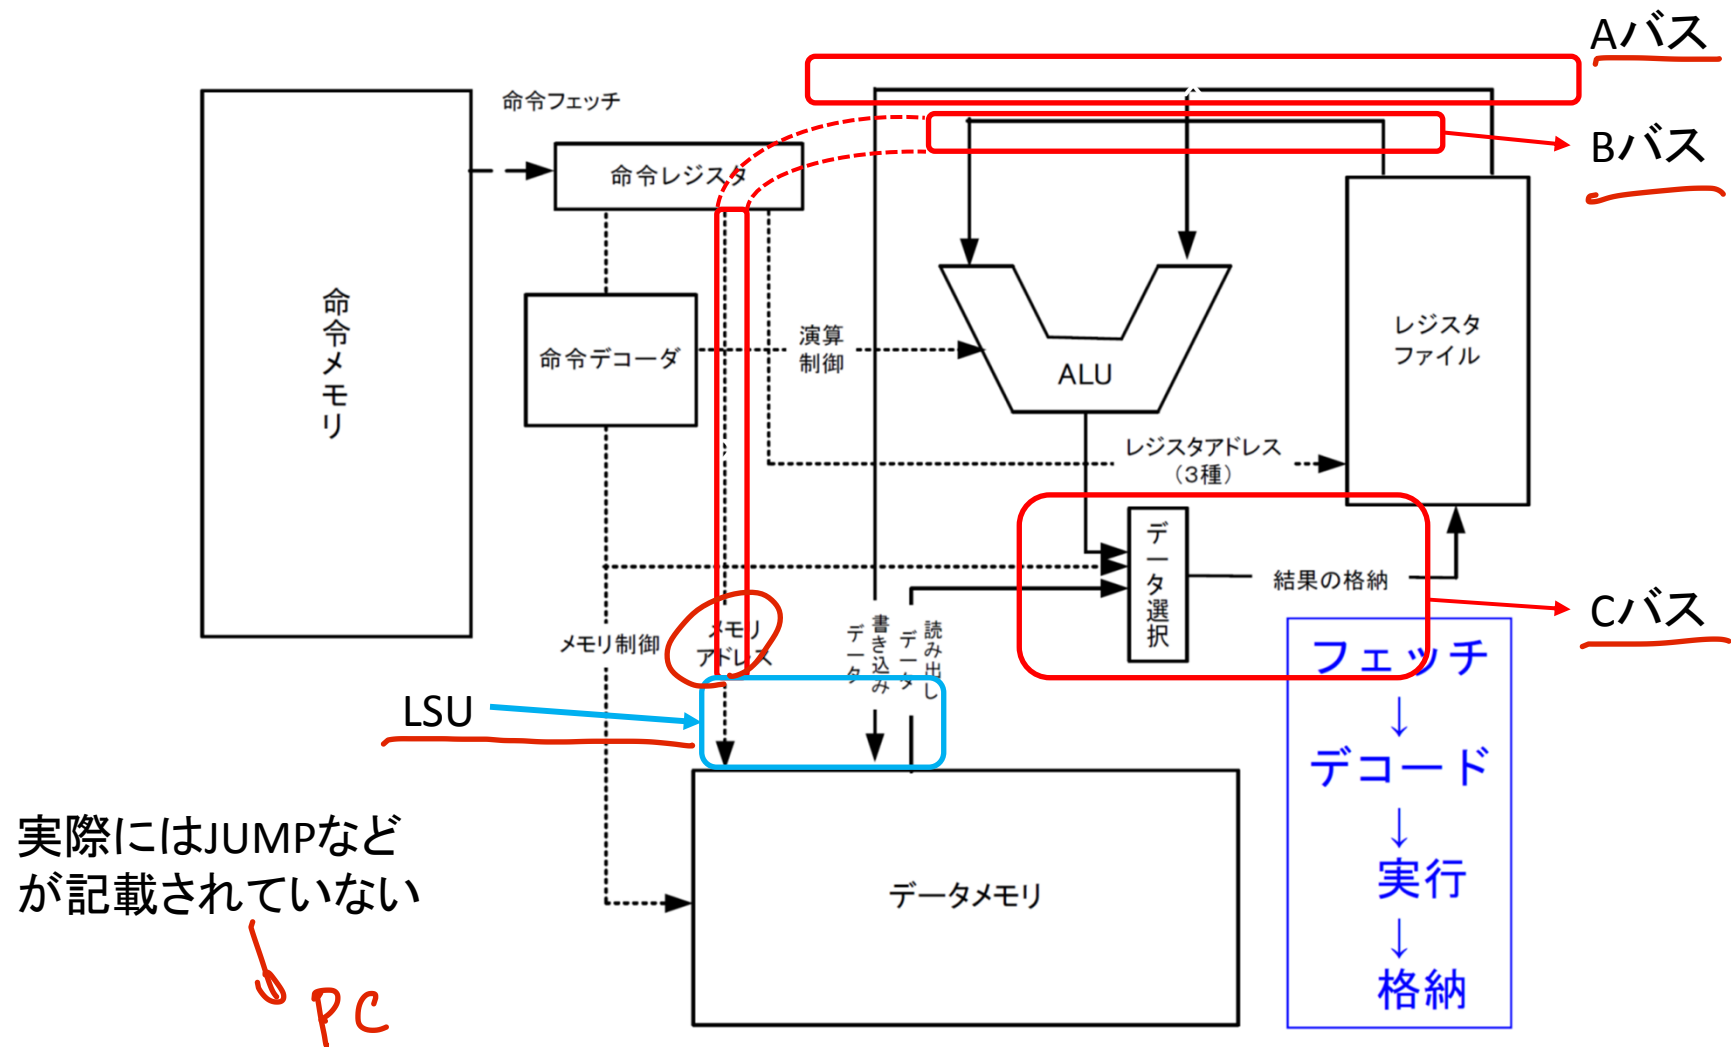 Aバス
命令フェッチ
Bバス
命令レジスタ
命令メモリ
命令デコーダ
演算
制御
ALU
レジスタ
ファイル
レジスタアドレス
（3種）
データ選択
結果の格納
Cバス
メモリ制御
メモリ
アドレス
書き込み
データ
読み出し
データ
LSU
フェッチ
↓
デコード
↓
実行
↓
格納
データメモリ
実際にはJUMPなど
が記載されていない
PC